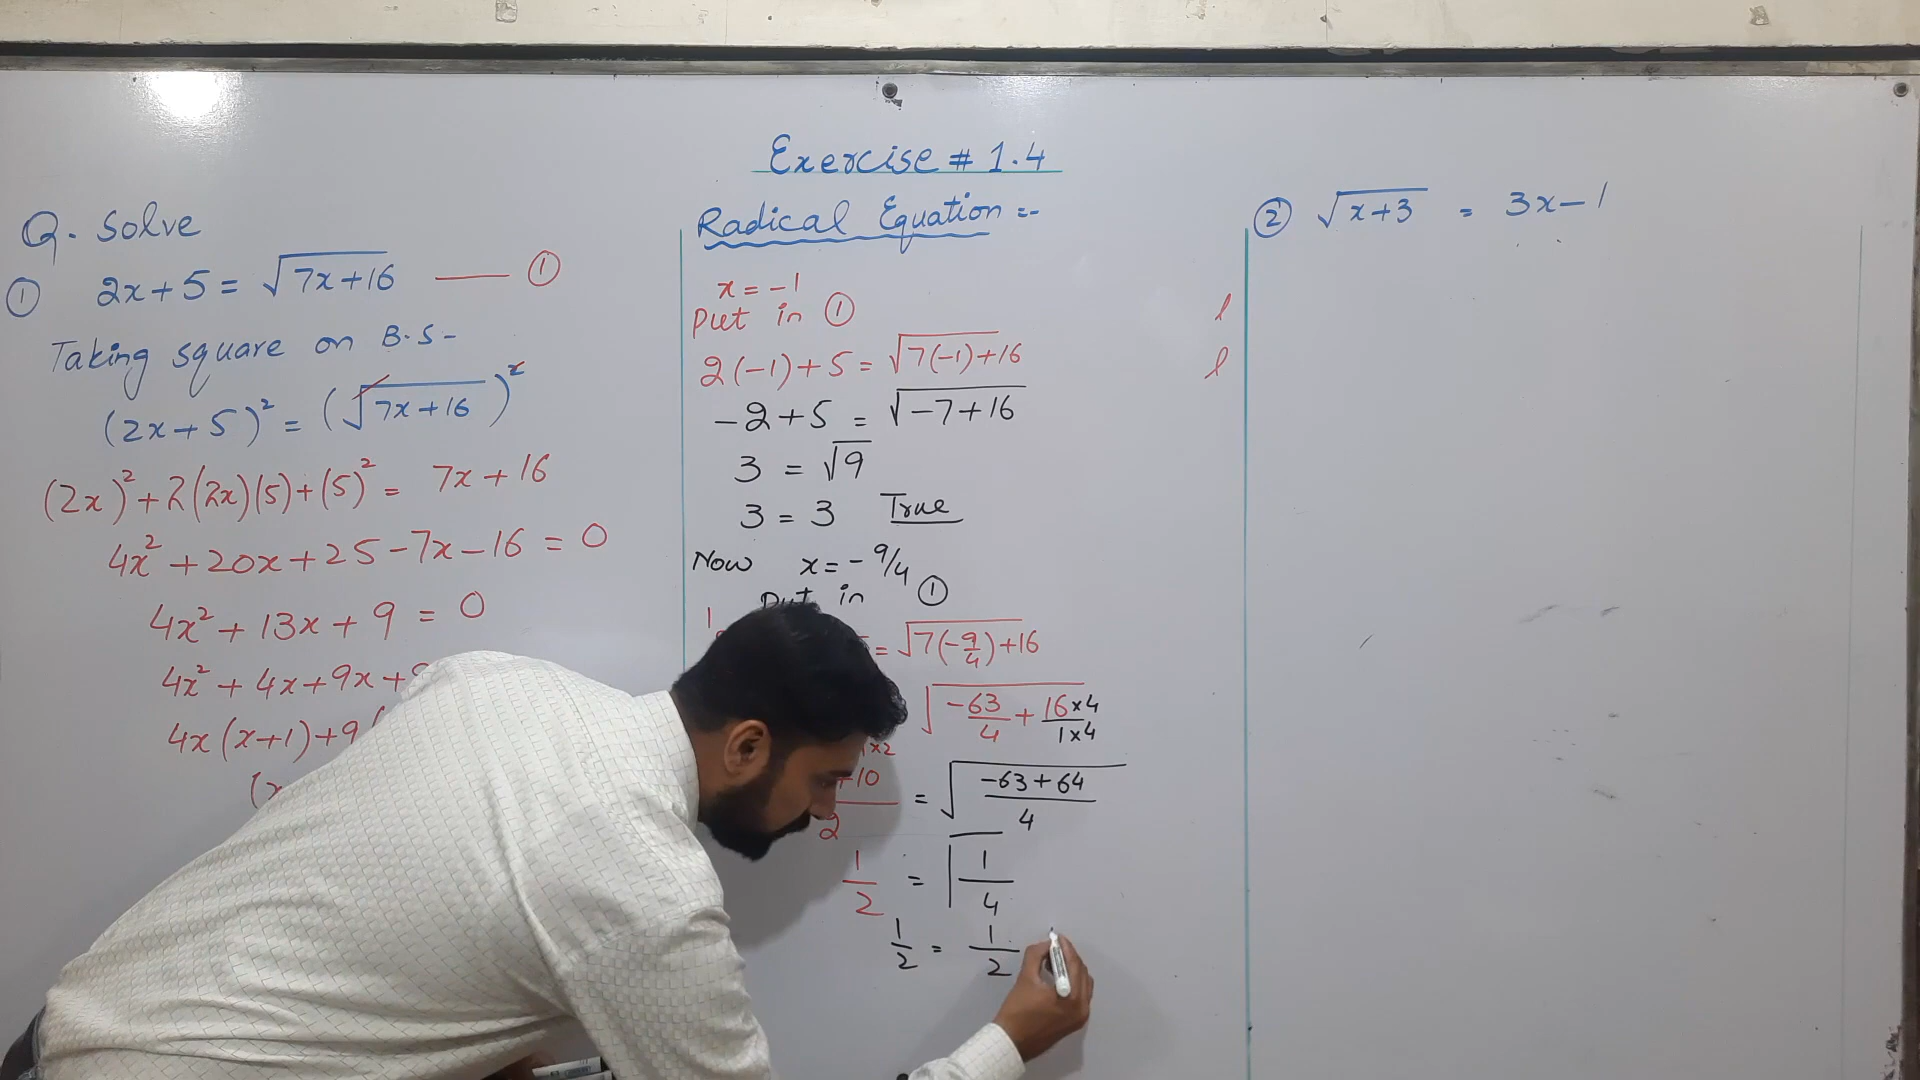 Exercise # 1.4
Q. Solve
① 2x+5 = √7x+16 —— ①
Taking square on B.S-
(2x+5)² = (√7x+16)²
(2x)²+2(2x)(5)+(5)² = 7x+16
4x²+20x+25-7x-16 = 0
4x²+13x+9 = 0
4x²+4x+9x+9
4x(x+1)+9(
(x
Radical Equation :-
x = -1
Put in ①
2(-1)+5 = √7(-1)+16
-2+5 = √-7+16
3 = √9
3 = 3 True
Now x = -9/4
Put in ①
= √7(-9/4)+16
√-63/4 + 16×4/1×4
1×2
+10/2 = √-63+64/4
1/2 = √1/4
1/2 = 1/2
② √x+3 = 3x-1